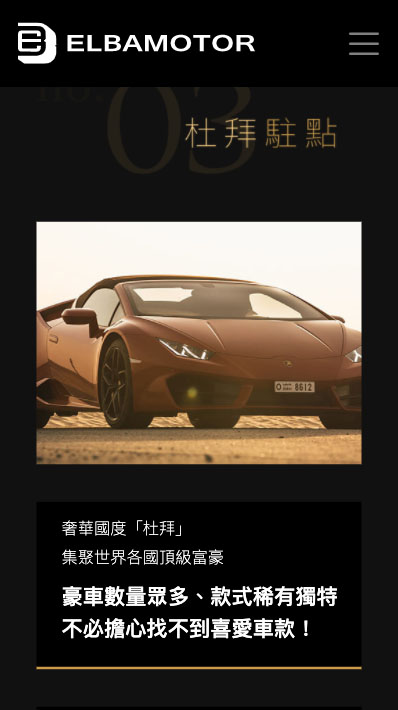 ELBAMOTOR
no.
03
杜拜駐點
8612
奢華國度「杜拜」
集聚世界各國頂級富豪
豪車數量眾多、款式稀有獨特
不必擔心找不到喜愛車款！